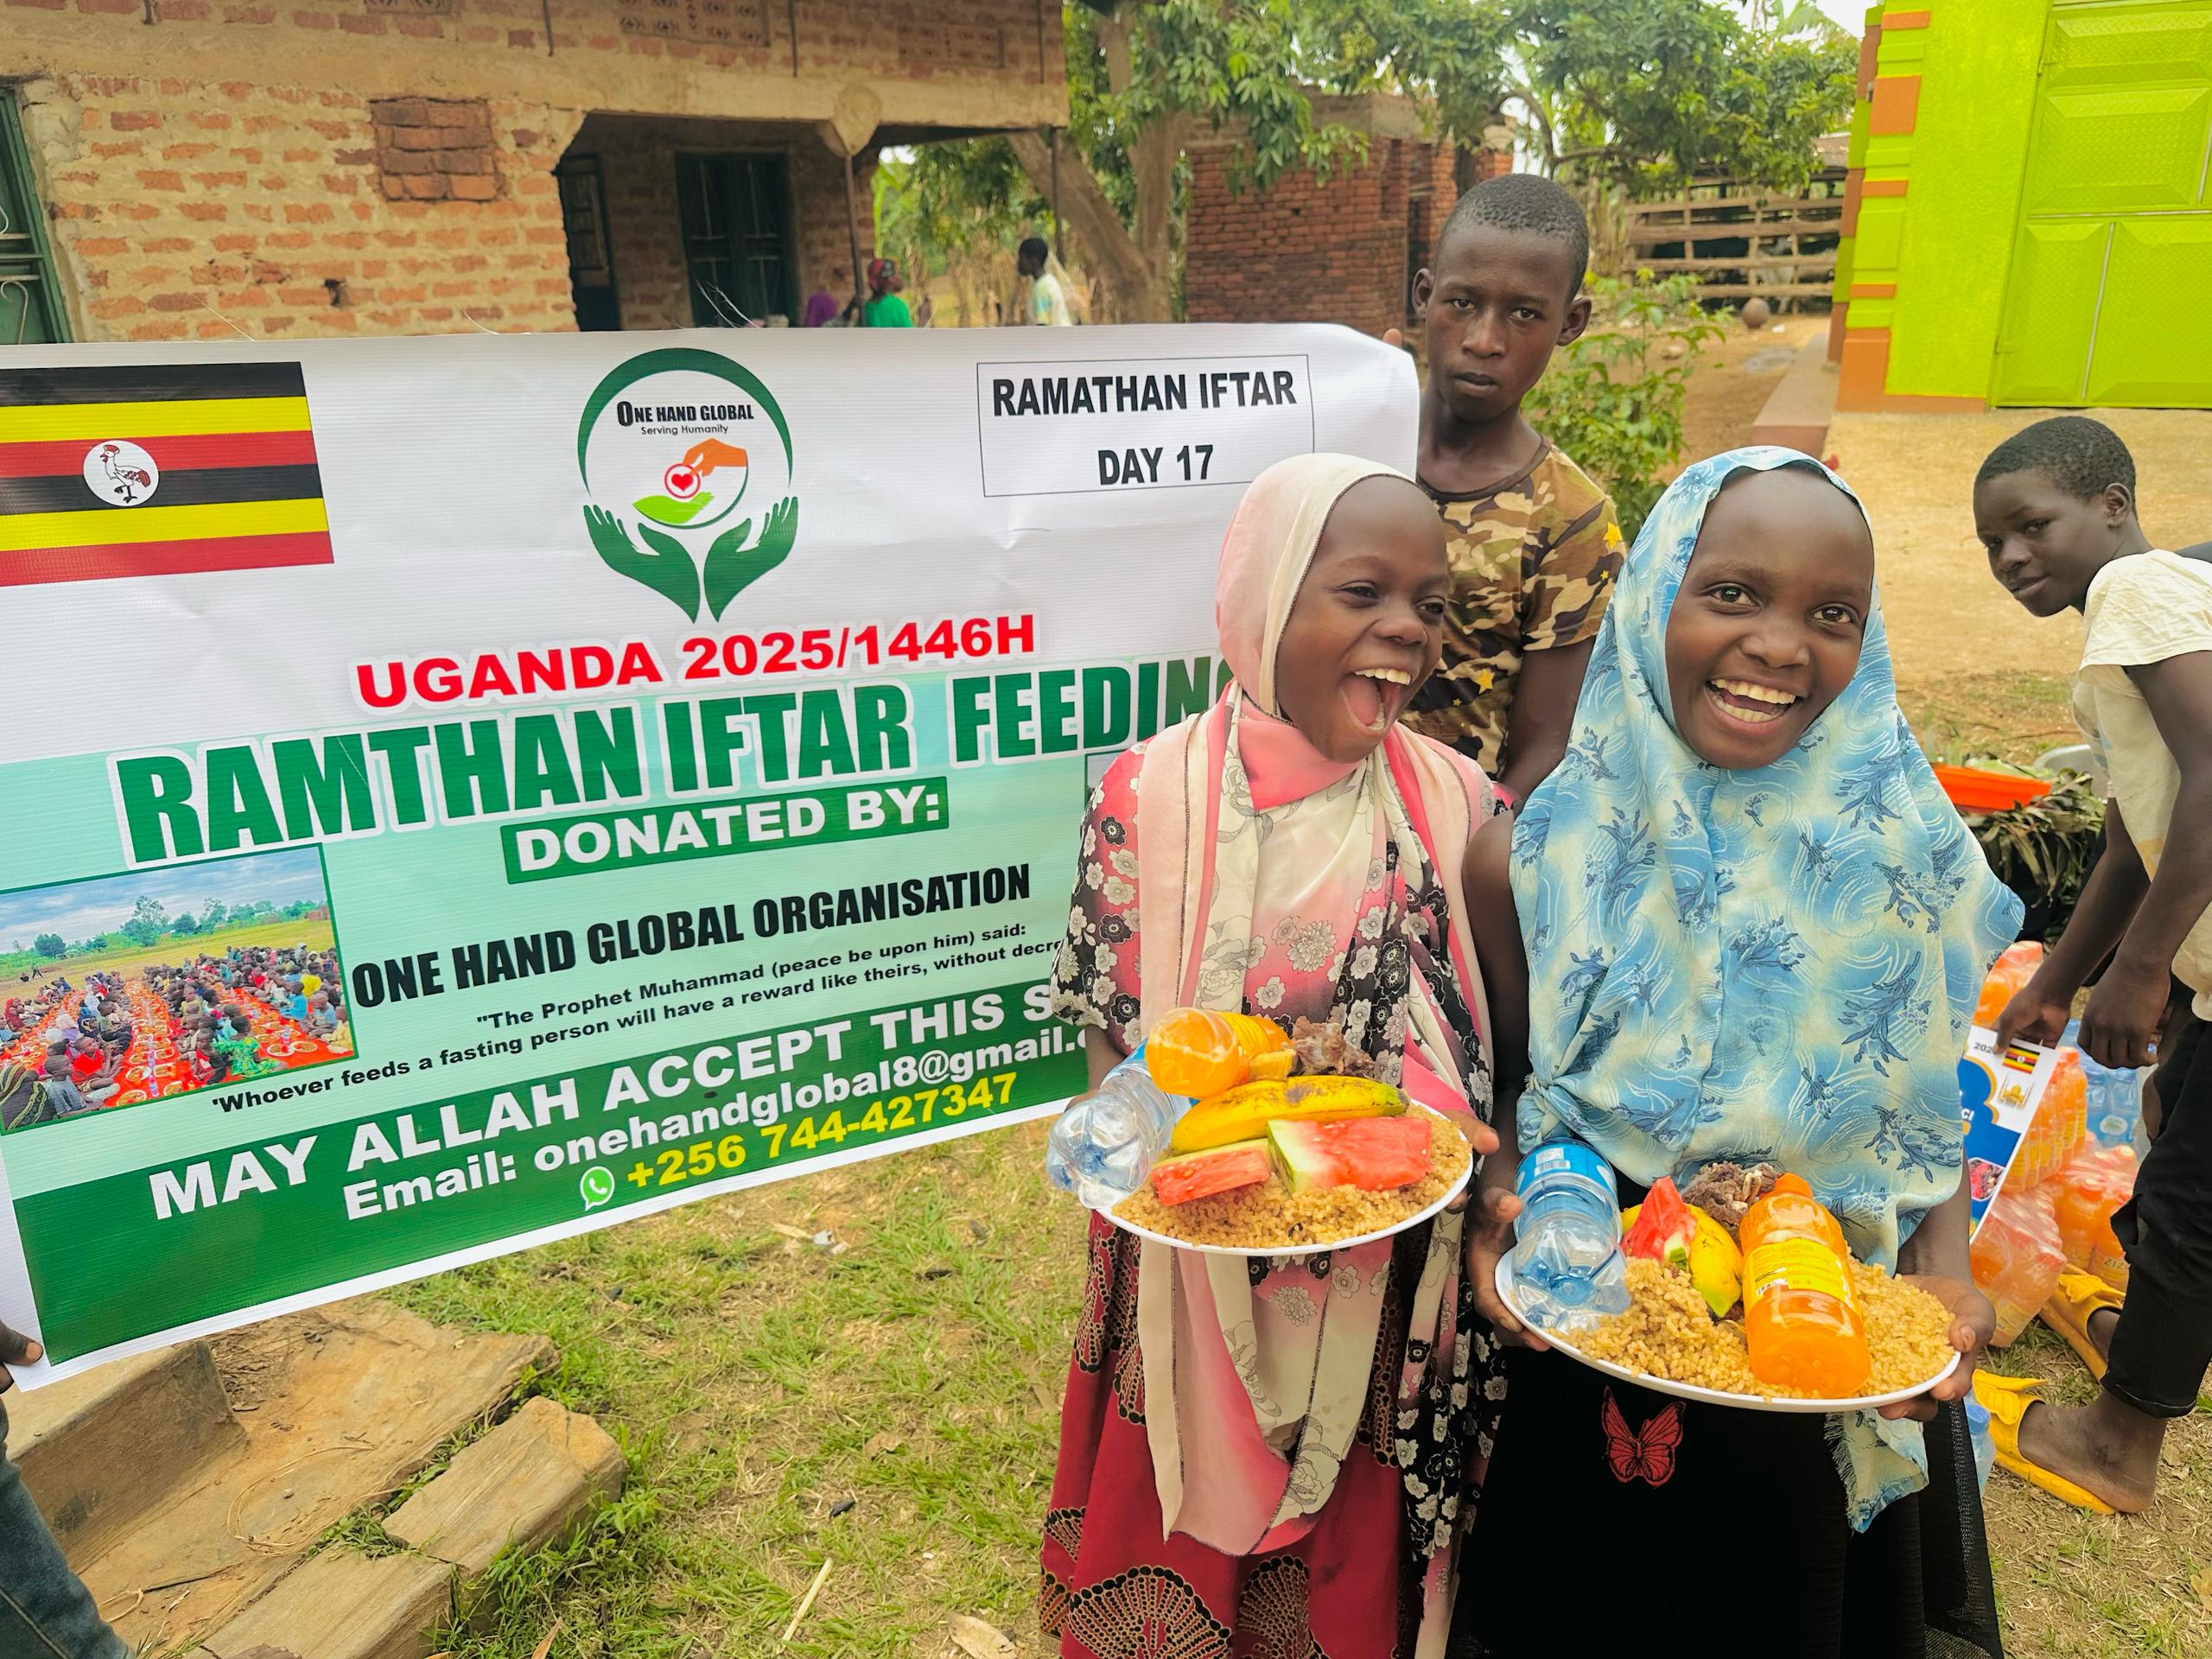 ONE HAND GLOBAL
Serving Humanity
RAMATHAN IFTAR
DAY 17
UGANDA 2025/1446H
RAMTHAN IFTAR FEEDING
DONATED BY:
ONE HAND GLOBAL ORGANISATION
"The Prophet Muhammad (peace be upon him) said:
'Whoever feeds a fasting person will have a reward like theirs, without decre
MAY ALLAH ACCEPT THIS S
Email: onehandglobal8@gmail.
+256 744-427347